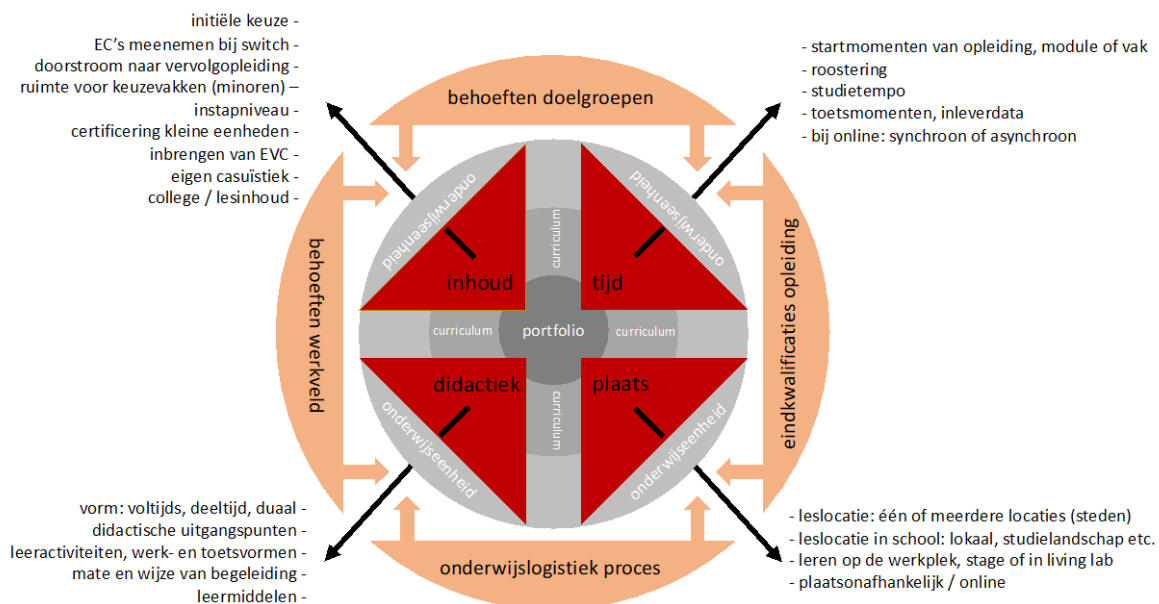 initiële keuze -
EC's meenemen bij switch -
doorstroom naar vervolgopleiding -
ruimte voor keuzevakken (minoren) –
instapniveau -
certificering kleine eenheden -
inbrengen van EVC -
eigen casuïstiek -
college / lesinhoud -
- startmomenten van opleiding, module of vak
- roostering
- studietempo
- toetsmomenten, inleverdata
- bij online: synchroon of asynchroon
behoeften doelgroepen
onderwijseenheid
onderwijseenheid
curriculum
inhoud
tijd
behoeften werkveld
curriculum
portfolio
curriculum
eindkwalificaties opleiding
didactiek
plaats
curriculum
onderwijseenheid
onderwijseenheid
onderwijslogistiek proces
vorm: voltijds, deeltijd, duaal -
didactische uitgangspunten -
leeractiviteiten, werk- en toetsvormen -
mate en wijze van begeleiding -
leermiddelen -
- leslocatie: één of meerdere locaties (steden)
- leslocatie in school: lokaal, studielandschap etc.
- leren op de werkplek, stage of in living lab
- plaatsonafhankelijk / online